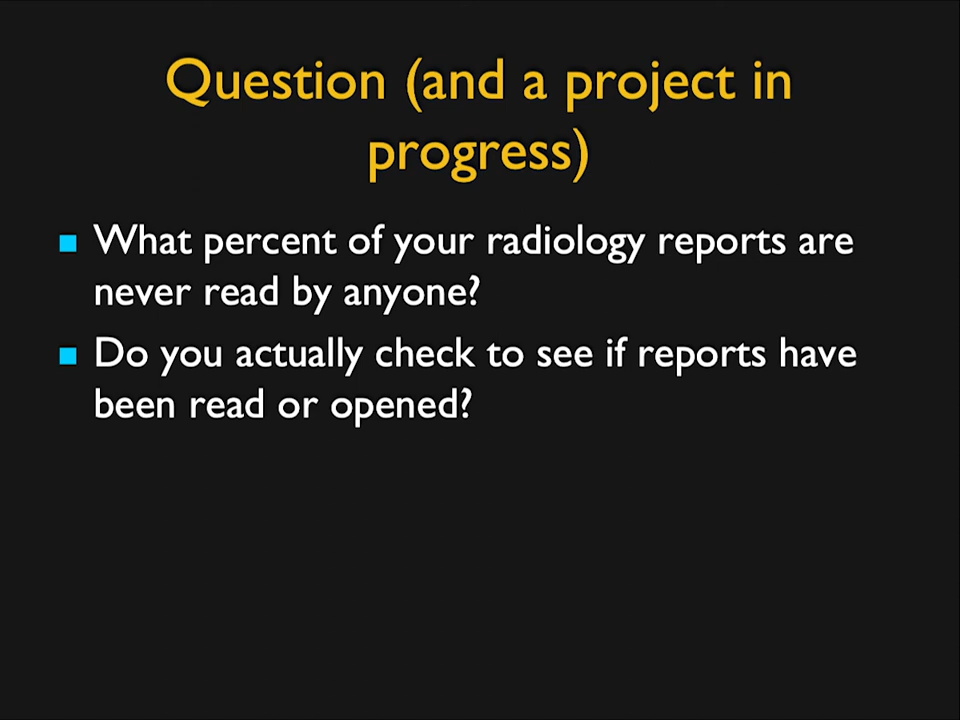 Question (and a project in
progress)
What percent of your radiology reports are
never read by anyone?
Do you actually check to see if reports have
been read or opened?